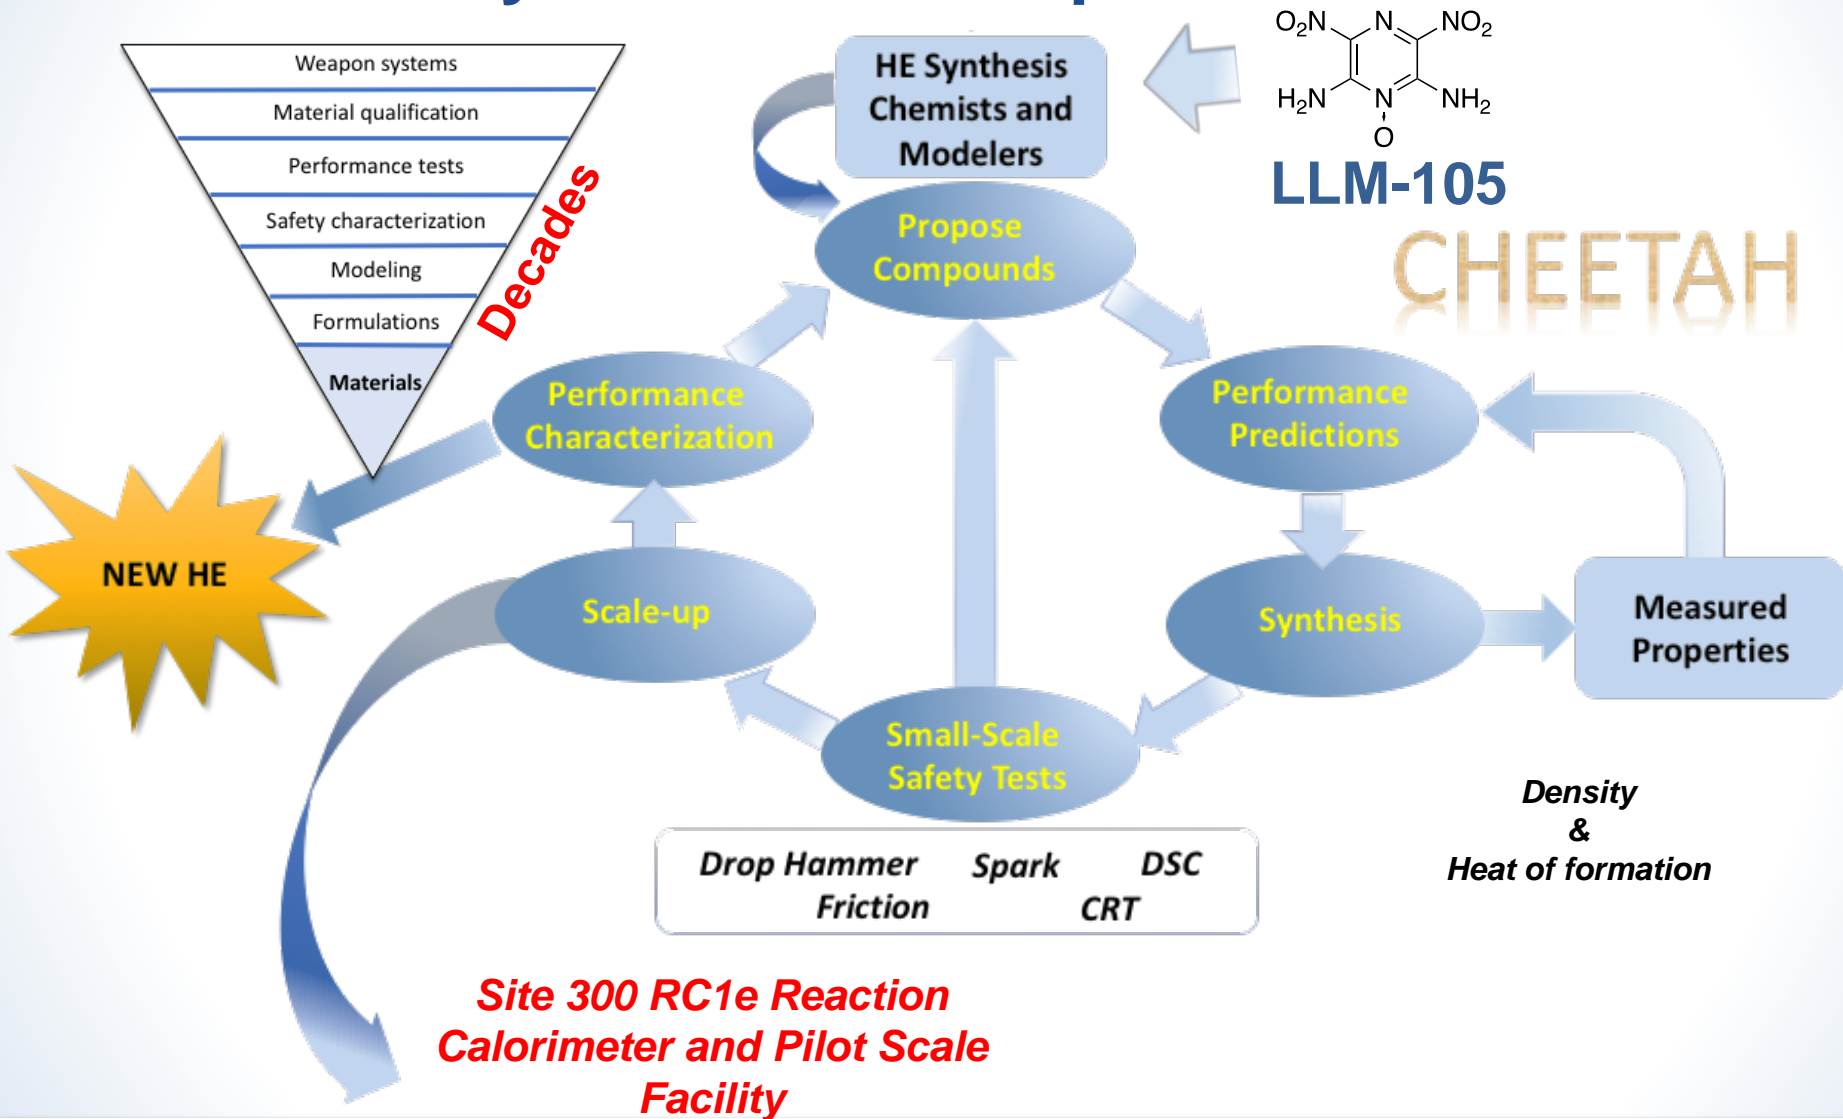 Weapon systems
Material qualification
Performance tests
Safety characterization
Modeling
Formulations
Materials
Decades
HE Synthesis
Chemists and
Modelers
O₂N N NO₂
H₂N N NH₂
O
LLM-105
CHEETAH
Propose
Compounds
Performance
Characterization
Performance
Predictions
NEW HE
Scale-up
Synthesis
Measured
Properties
Small-Scale
Safety Tests
Density
&
Heat of formation
Drop Hammer Spark DSC
Friction CRT
Site 300 RC1e Reaction
Calorimeter and Pilot Scale
Facility